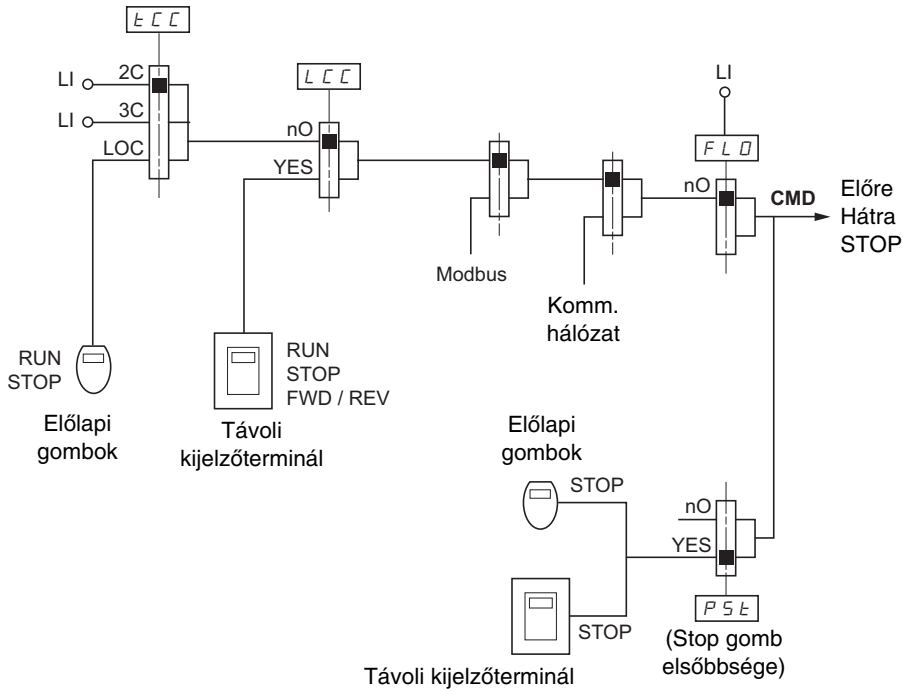 tCC
LI
2C
LI
3C
LOC
LCC
nO
YES
LI
FLO
nO
CMD
Előre
Hátra
STOP
Modbus
Komm.
hálózat
RUN
STOP
Előlapi
gombok
RUN
STOP
FWD / REV
Távoli
kijelzőterminál
Előlapi
gombok
STOP
nO
YES
STOP
PSt
(Stop gomb
elsőbbsége)
Távoli kijelzőterminál